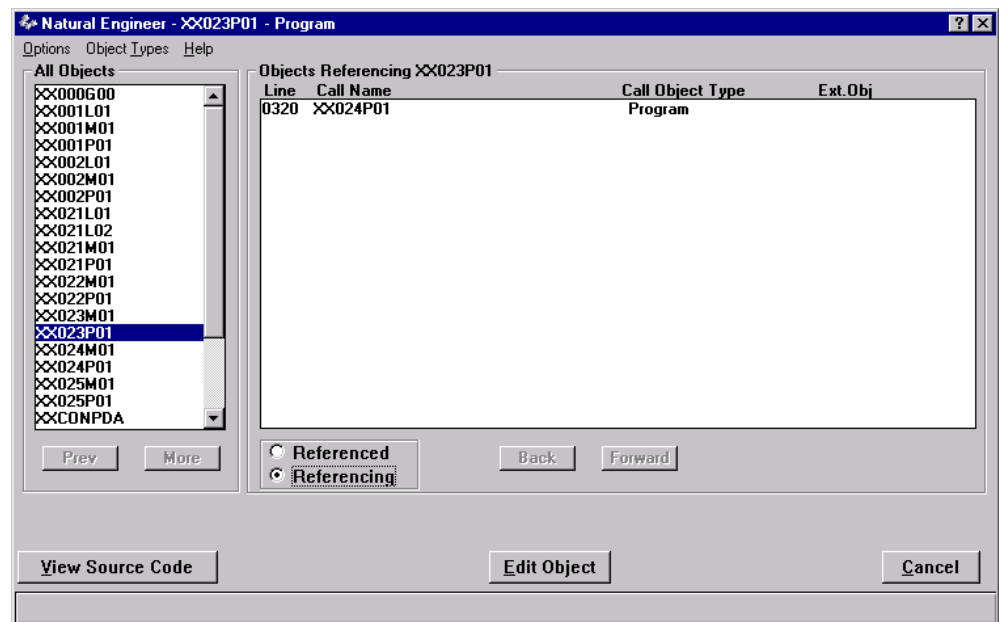 Natural Engineer - XX023P01 - Program
Options Object Types Help
All Objects
XX000G00
XX001L01
XX001M01
XX001P01
XX002L01
XX002M01
XX002P01
XX021L01
XX021L02
XX021M01
XX021P01
XX022M01
XX022P01
XX023M01
XX023P01
XX024M01
XX024P01
XX025M01
XX025P01
XXCONPDA
Prev More
Objects Referencing XX023P01
Line Call Name Call Object Type Ext.Obj
0320 XX024P01 Program
Referenced
Referencing
Back Forward
View Source Code Edit Object Cancel